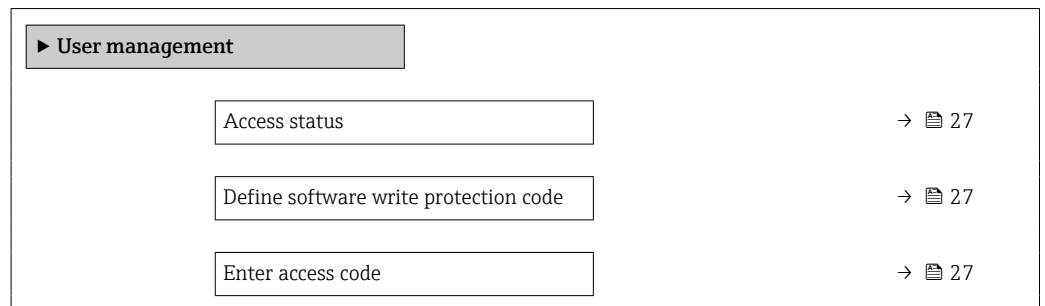 ▶ User management
Access status → 27
Define software write protection code → 27
Enter access code → 27